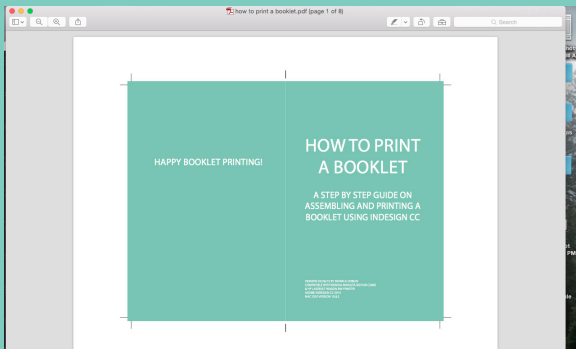 how to print a booklet.pdf (page 1 of 8)
Search
HAPPY BOOKLET PRINTING!
HOW TO PRINT
A BOOKLET
A STEP BY STEP GUIDE ON
ASSEMBLING AND PRINTING A
BOOKLET USING INDESIGN CC
PM